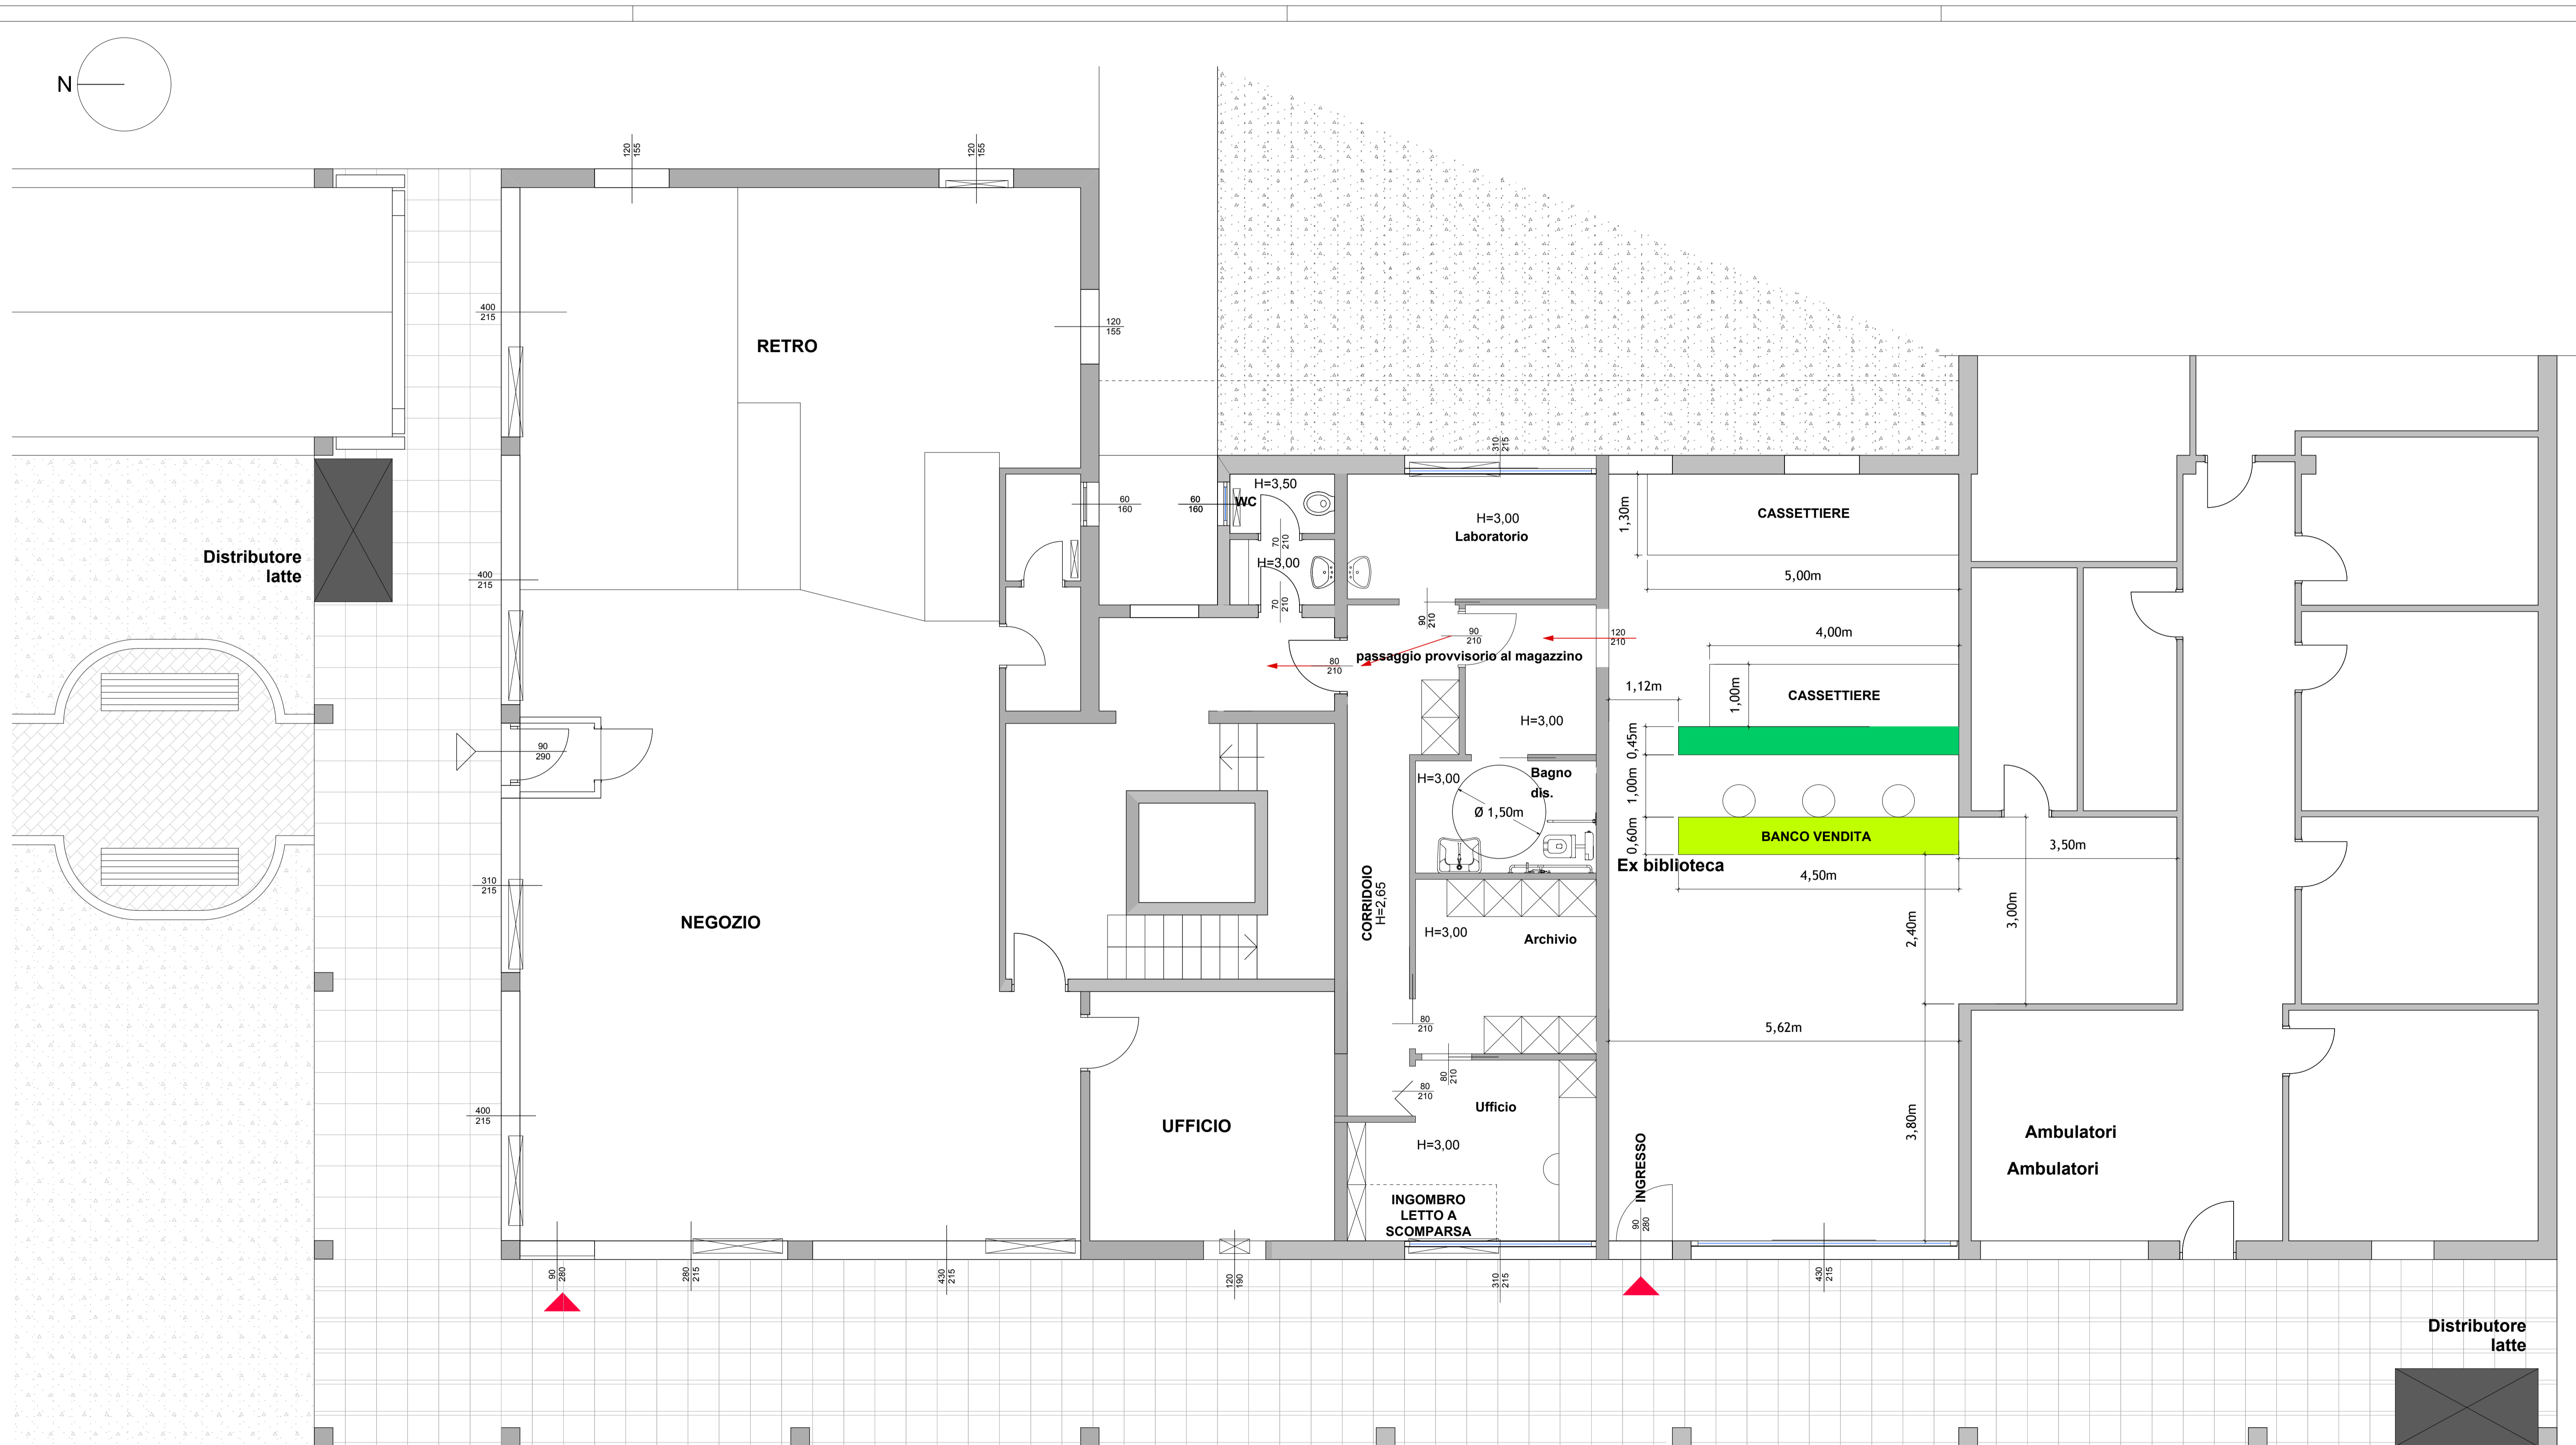 N
120
155
120
155
400
215
RETRO
120
155
310
215
H=3,50
WC
60
160
60
160
H=3,00
Laboratorio
1,30m
CASSETTIERE
Distributore
latte
400
215
70
210
H=3,00
70
210
5,00m
90
210
90
210
120
210
4,00m
passaggio provvisorio al magazzino
80
210
1,12m
1,00m
CASSETTIERE
H=3,00
90
290
0,45m
H=3,00
Bagno
dis.
1,00m
Ø 1,50m
0,60m
BANCO VENDITA
3,50m
Ex biblioteca
4,50m
310
215
NEGOZIO
CORRIDOIO
H=2,65
H=3,00
Archivio
2,40m
3,00m
80
210
5,62m
80
210
80
210
400
215
UFFICIO
Ufficio
H=3,00
3,80m
Ambulatori
Ambulatori
INGRESSO
INGOMBRO
LETTO A
SCOMPARSA
90
280
90
280
280
215
430
215
120
190
310
215
430
215
Distributore
latte